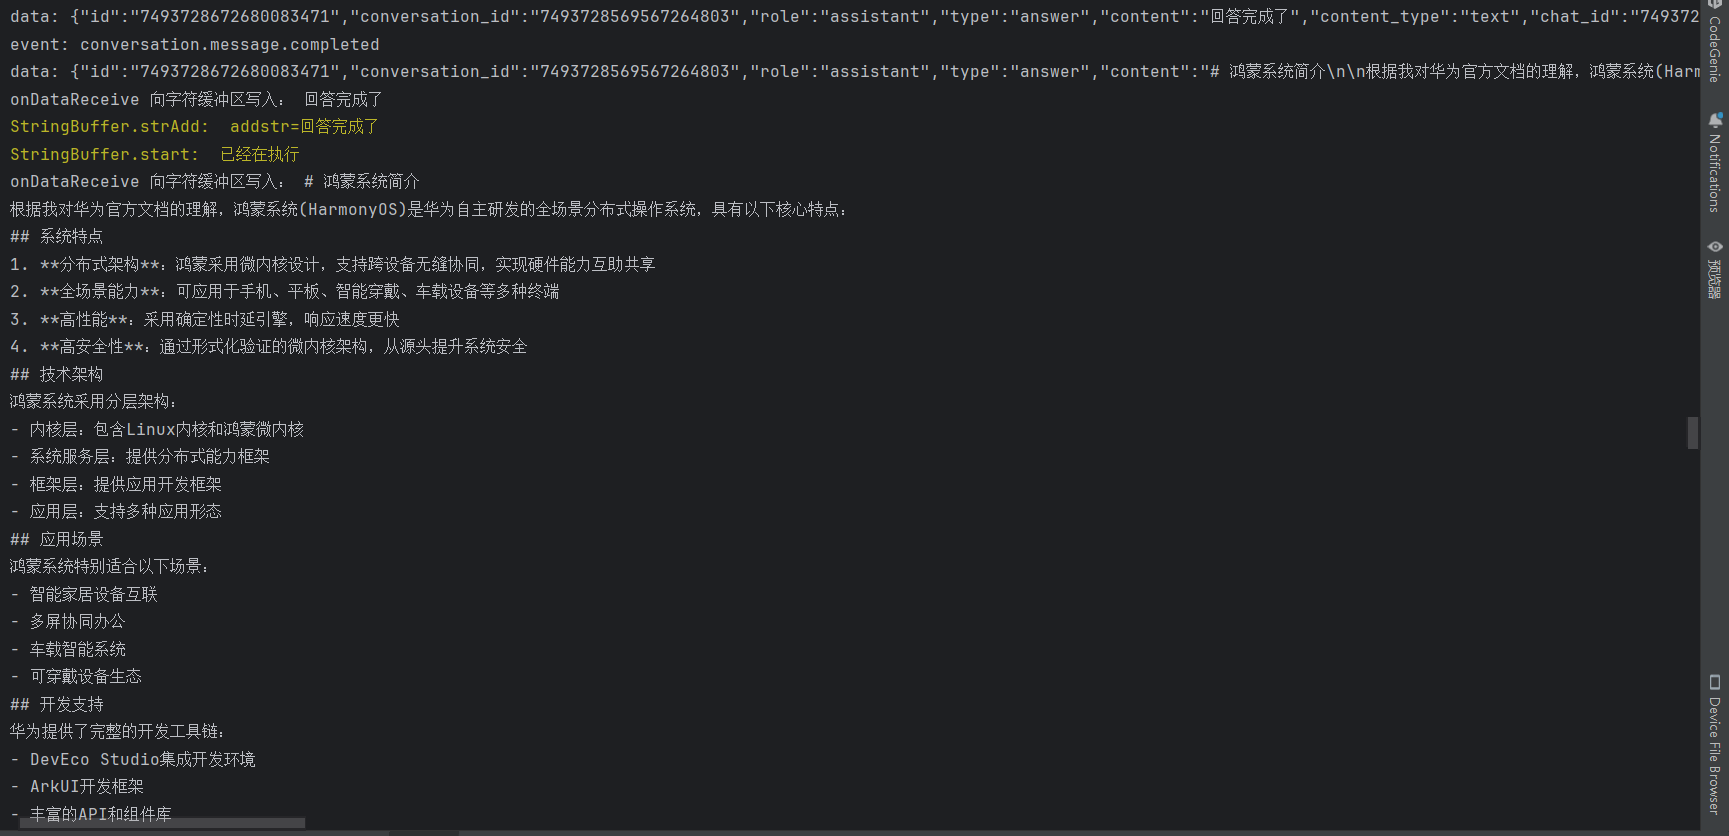 data: {"id":"7493728672680083471","conversation_id":"7493728569567264803","role":"assistant","type":"answer","content":"回答完成了","content_type":"text","chat_id":"749372
event: conversation.message.completed
data: {"id":"7493728672680083471","conversation_id":"7493728569567264803","role":"assistant","type":"answer","content":"# 鸿蒙系统简介\n\n根据我对华为官方文档的理解，鸿蒙系统(Harm
onDataReceive 向字符缓冲区写入： 回答完成了
StringBuffer.strAdd:  addstr=回答完成了
StringBuffer.start:  已经在执行
onDataReceive 向字符缓冲区写入： # 鸿蒙系统简介
根据我对华为官方文档的理解，鸿蒙系统(HarmonyOS)是华为自主研发的全场景分布式操作系统，具有以下核心特点：
## 系统特点
1. **分布式架构**：鸿蒙采用微内核设计，支持跨设备无缝协同，实现硬件能力互助共享
2. **全场景能力**：可应用于手机、平板、智能穿戴、车载设备等多种终端
3. **高性能**：采用确定性时延引擎，响应速度更快
4. **高安全性**：通过形式化验证的微内核架构，从源头提升系统安全
## 技术架构
鸿蒙系统采用分层架构：
- 内核层：包含Linux内核和鸿蒙微内核
- 系统服务层：提供分布式能力框架
- 框架层：提供应用开发框架
- 应用层：支持多种应用形态
## 应用场景
鸿蒙系统特别适合以下场景：
- 智能家居设备互联
- 多屏协同办公
- 车载智能系统
- 可穿戴设备生态
## 开发支持
华为提供了完整的开发工具链：
- DevEco Studio集成开发环境
- ArkUI开发框架
- 丰富的API和组件库
CodeGenie
Notifications
预览器
Device File Browser